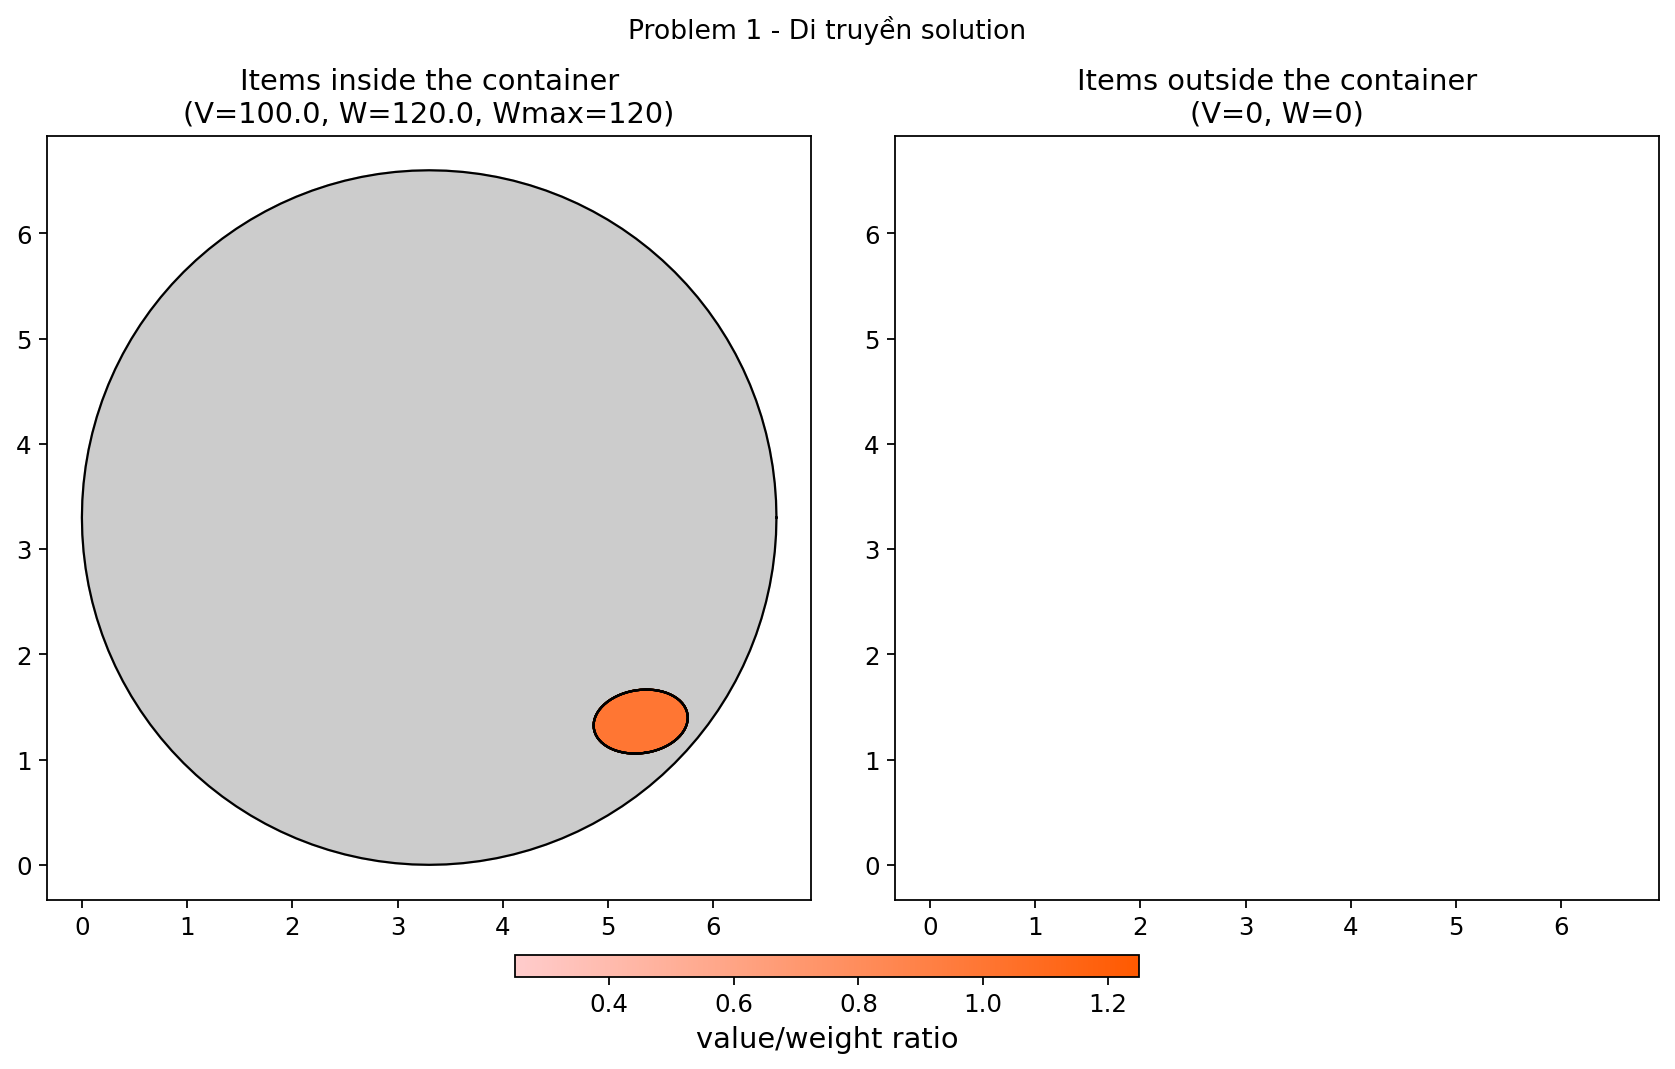 Problem 1 - Di truyền solution
Items inside the container
(V=100.0, W=120.0, Wmax=120)
6
5
4
3
2
1
0
0 1 2 3 4 5 6
Items outside the container
(V=0, W=0)
6
5
4
3
2
1
0
0 1 2 3 4 5 6
0.4 0.6 0.8 1.0 1.2
value/weight ratio